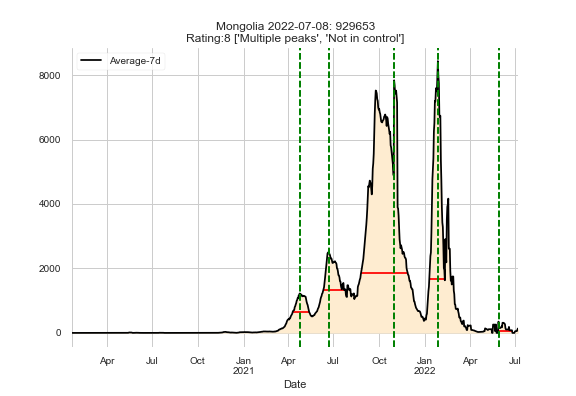 Mongolia 2022-07-08: 929653
Rating:8 ['Multiple peaks', 'Not in control']
Average-7d
8000
6000
4000
2000
0
Apr Jul Oct Jan Apr Jul Oct Jan Apr Jul
2021 2022
Date